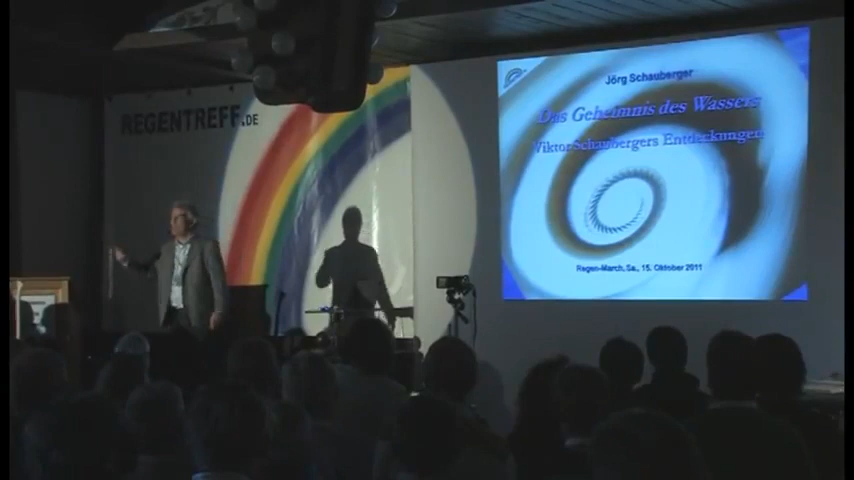 REGENTREFF.DE
Jörg Schauberger
Das Geheimnis des Wassers
Viktor Schaubergers Entdeckungen
Regen-March, Sa., 15. Oktober 2011